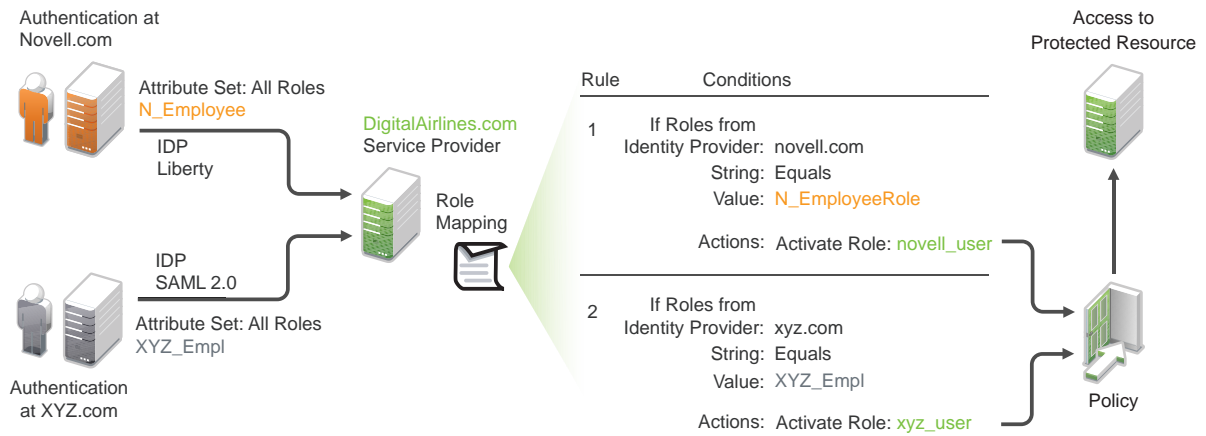 Authentication at
Novell.com
Attribute Set: All Roles
N_Employee
IDP
Liberty
DigitalAirlines.com
Service Provider
Role
Mapping
IDP
SAML 2.0
Attribute Set: All Roles
XYZ_Empl
Authentication
at XYZ.com
Rule Conditions
1 If Roles from
Identity Provider: novell.com
String: Equals
Value: N_EmployeeRole
Actions: Activate Role: novell_user
2 If Roles from
Identity Provider: xyz.com
String: Equals
Value: XYZ_Empl
Actions: Activate Role: xyz_user
Access to
Protected Resource
Policy